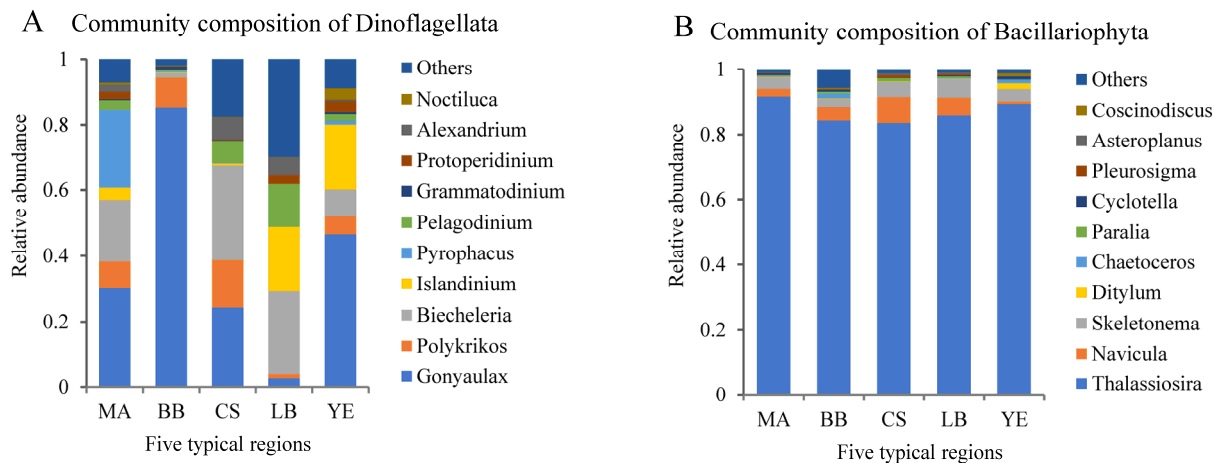 A Community composition of Dinoflagellata
Relative abundance
1
0.8
0.6
0.4
0.2
0
MA BB CS LB YE
Five typical regions
Others
Noctiluca
Alexandrium
Protoperidinium
Grammatodinium
Pelagodinium
Pyrophacus
Islandinium
Biecheleria
Polykrikos
Gonyaulax
B Community composition of Bacillariophyta
Relative abundance
1
0.8
0.6
0.4
0.2
0
MA BB CS LB YE
Five typical regions
Others
Coscinodiscus
Asteroplanus
Pleurosigma
Cyclotella
Paralia
Chaetoceros
Ditylum
Skeletonema
Navicula
Thalassiosira